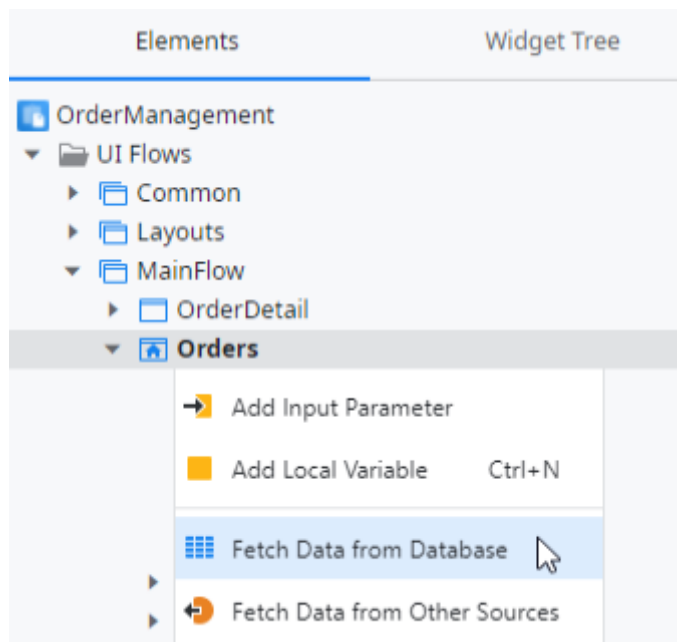 Elements Widget Tree
OrderManagement
UI Flows
Common
Layouts
MainFlow
OrderDetail
Orders
Add Input Parameter
Add Local Variable Ctrl+N
Fetch Data from Database
Fetch Data from Other Sources